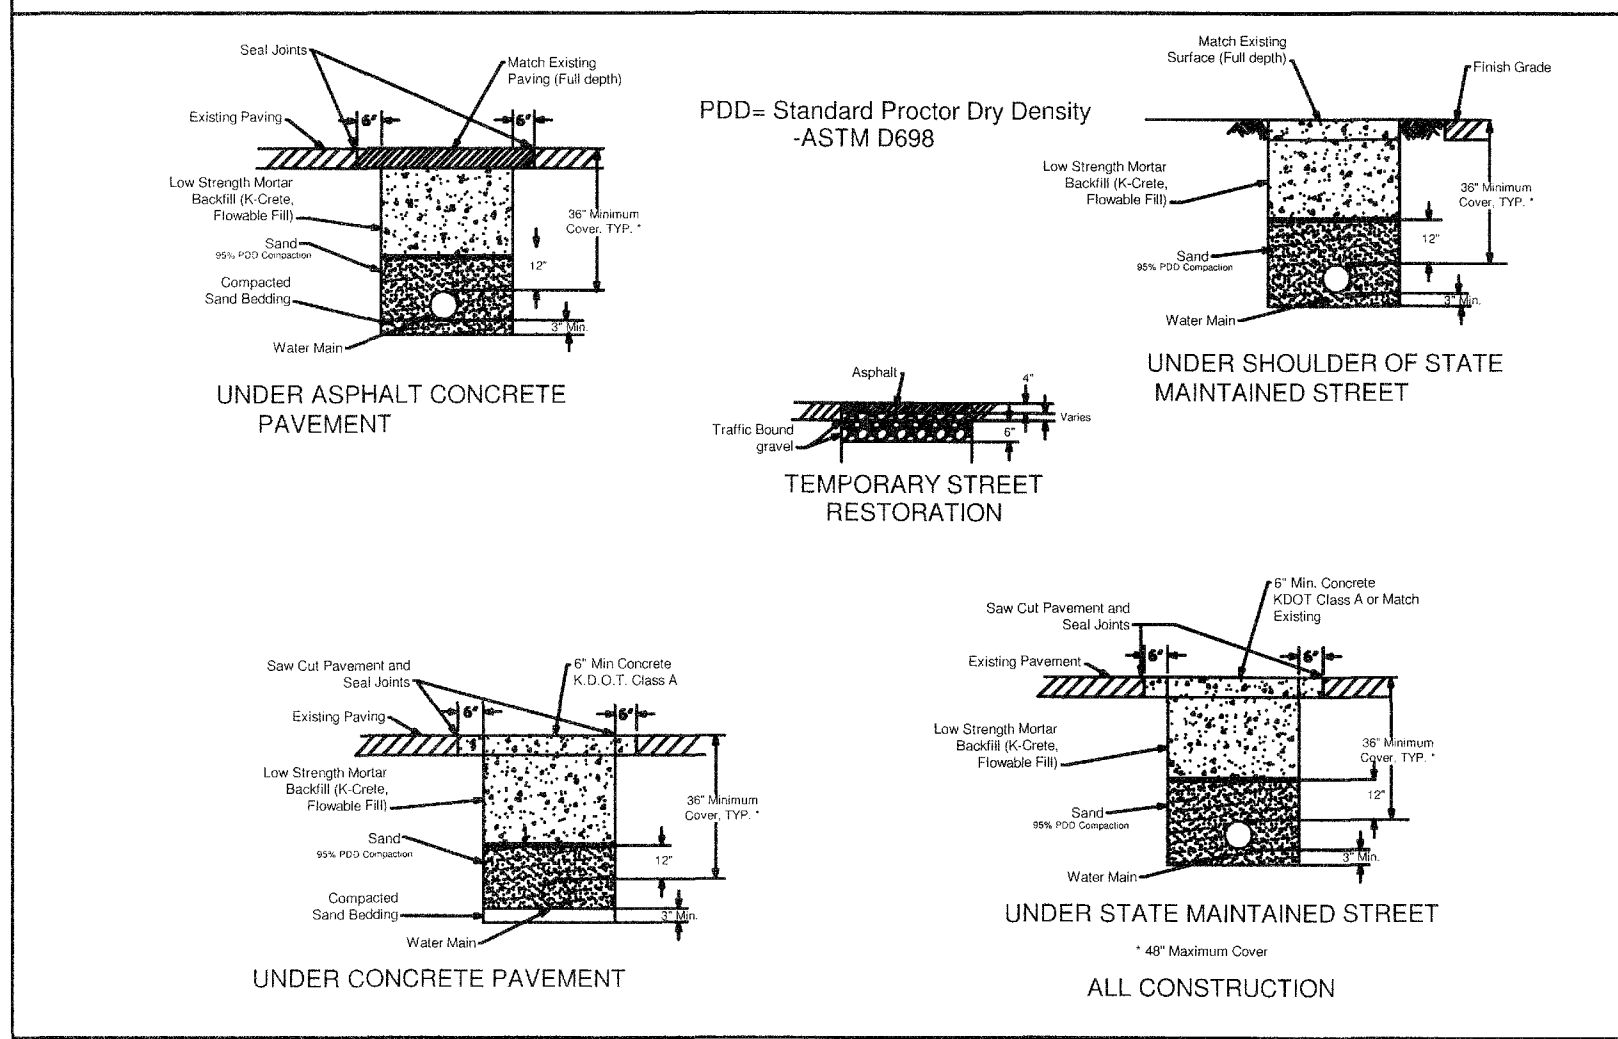 Seal Joints
Match Existing
Paving (Full depth)
6"
6"
Existing Paving
Low Strength Mortar
Backfill (K-Crete,
Flowable Fill)
36" Minimum
Cover, TYP. *
Sand
95% PDD Compaction
12"
Compacted
Sand Bedding
3" Min.
Water Main
UNDER ASPHALT CONCRETE
PAVEMENT
PDD= Standard Proctor Dry Density
-ASTM D698
Match Existing
Surface (Full depth)
Finish Grade
Low Strength Mortar
Backfill (K-Crete,
Flowable Fill)
36" Minimum
Cover, TYP. *
12"
Sand
95% PDD Compaction
3" Min.
Water Main
UNDER SHOULDER OF STATE
MAINTAINED STREET
Asphalt
4"
Varies
Traffic Bound
gravel
6"
TEMPORARY STREET
RESTORATION
Saw Cut Pavement and
Seal Joints
6" Min Concrete
K.D.O.T. Class A
6"
6"
Existing Paving
Low Strength Mortar
Backfill (K-Crete,
Flowable Fill)
36" Minimum
Cover, TYP. *
Sand
95% PDD Compaction
12"
Compacted
Sand Bedding
3" Min.
Water Main
UNDER CONCRETE PAVEMENT
6" Min. Concrete
KDOT Class A or Match
Existing
Saw Cut Pavement and
Seal Joints
6"
6"
Existing Pavement
Low Strength Mortar
Backfill (K-Crete,
Flowable Fill)
36" Minimum
Cover, TYP. *
12"
Sand
95% PDD Compaction
3" Min.
Water Main
UNDER STATE MAINTAINED STREET
* 48" Maximum Cover
ALL CONSTRUCTION